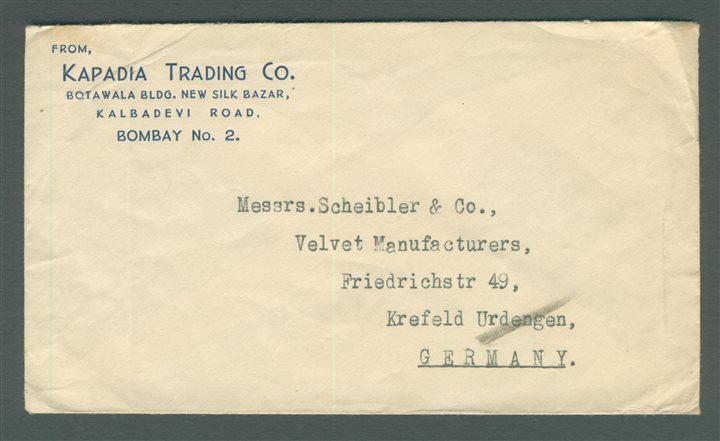 FROM,
KAPADIA TRADING CO.
BOTAWALA BLDG. NEW SILK BAZAR,
KALBADEVI ROAD,
BOMBAY No. 2.
Messrs.Scheibler & Co.,
Velvet Manufacturers,
Friedrichstr 49,
Krefeld Urdengen,
GERMANY.